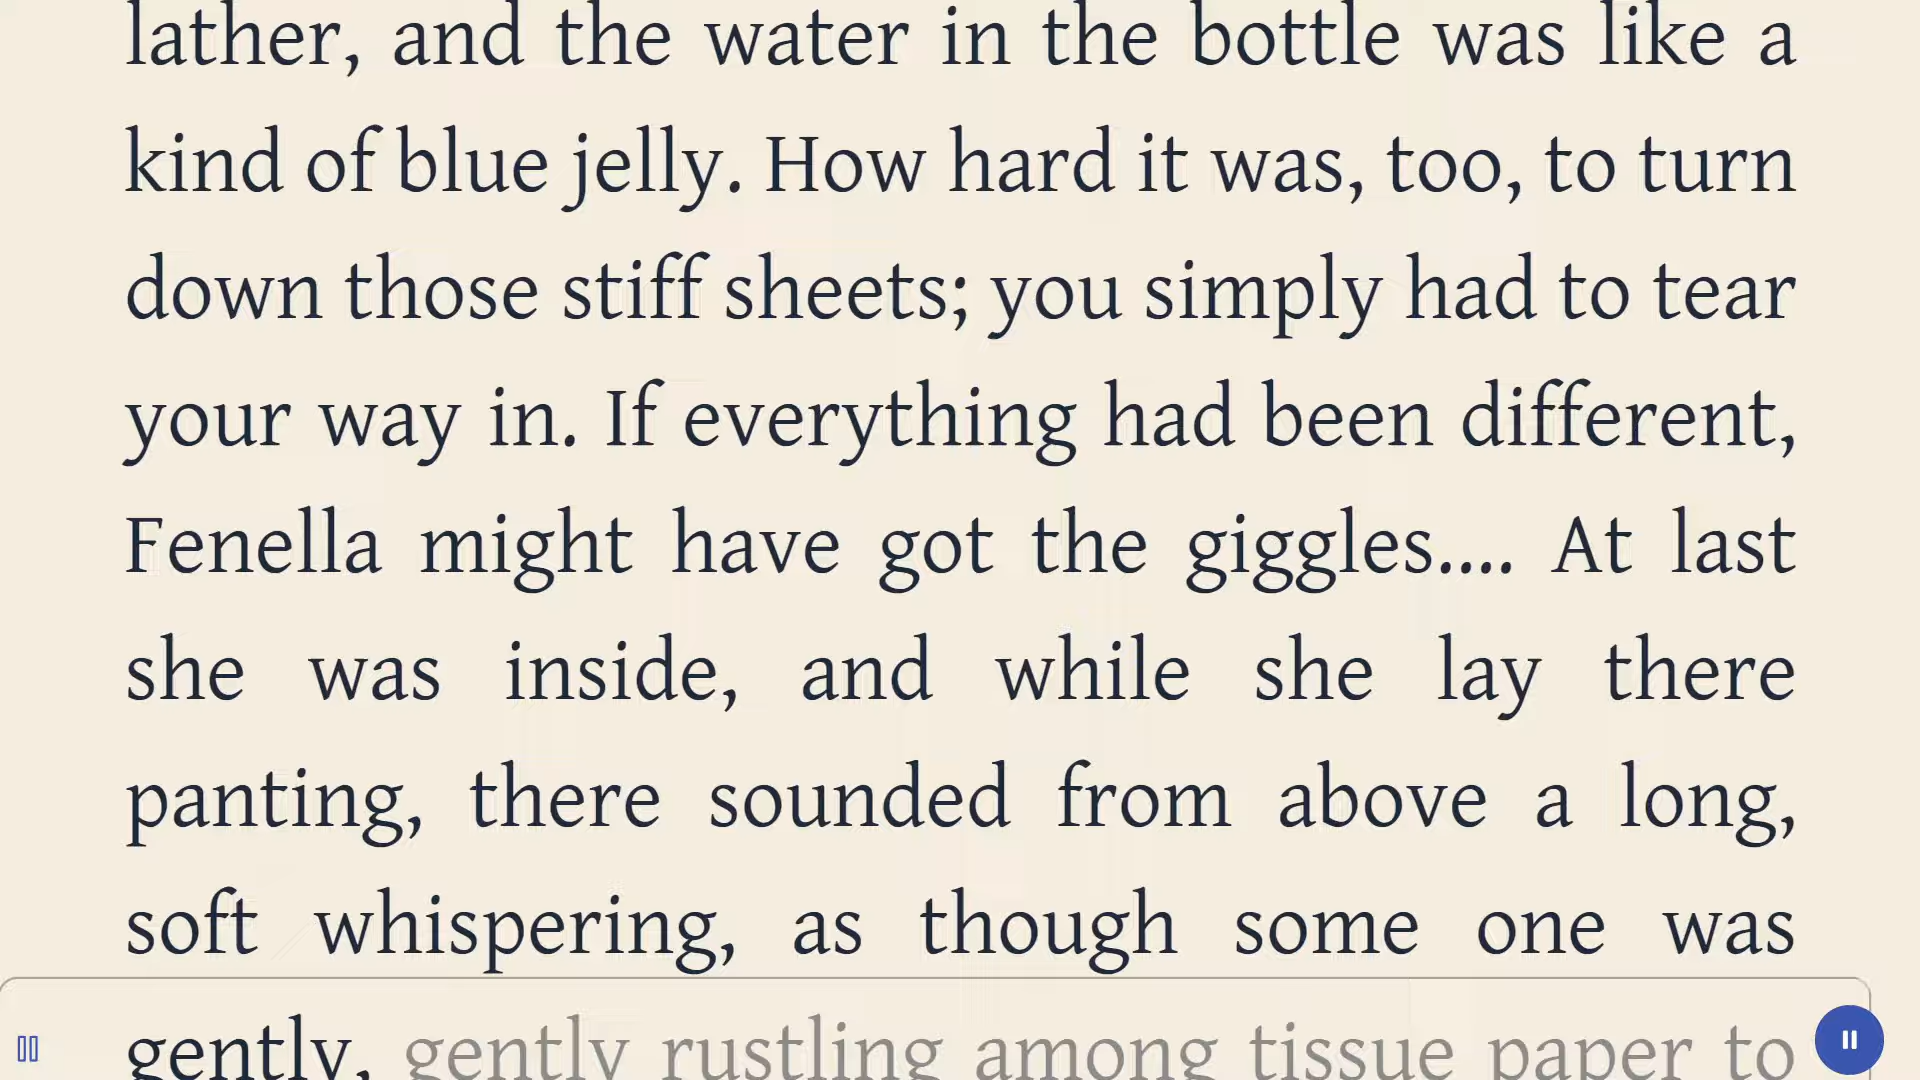 lather, and the water in the bottle was like a
kind of blue jelly. How hard it was, too, to turn
down those stiff sheets; you simply had to tear
your way in. If everything had been different,
Fenella might have got the giggles.... At last
she was inside, and while she lay there
panting, there sounded from above a long,
soft whispering, as though some one was
gently, gently rustling among tissue paper to